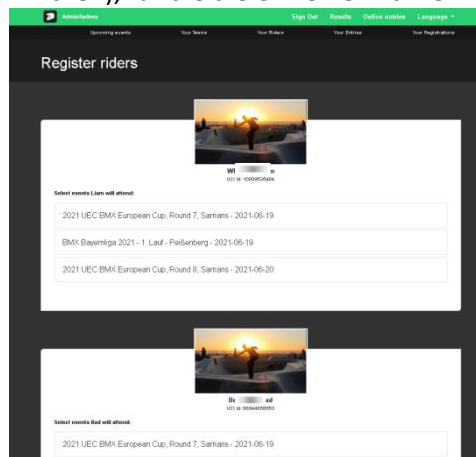 AdminSydney Sign Out Results Online entries Language
Upcoming events Your Teams Your Riders Your Entries Your Registrations
Register riders
Select events Liam will attend:
2021 UEC BMX European Cup, Round 7, Sarrians - 2021-06-19
BMX Bayernliga 2021 - 1. Lauf - Peißenberg - 2021-06-19
2021 UEC BMX European Cup, Round 8, Sarrians - 2021-06-20
Select events Bad will attend:
2021 UEC BMX European Cup, Round 7, Sarrians - 2021-06-19